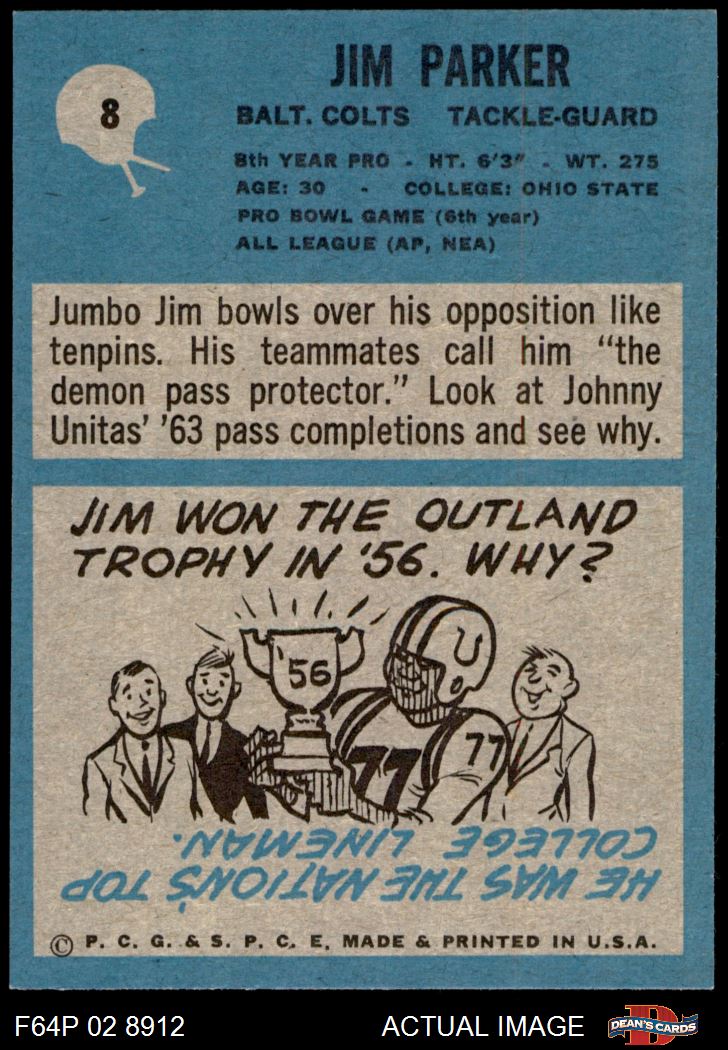 JIM PARKER
8
BALT. COLTS TACKLE-GUARD
8th YEAR PRO - HT. 6'3" - WT. 275
AGE: 30 - COLLEGE: OHIO STATE
PRO BOWL GAME (6th year)
ALL LEAGUE (AP, NEA)
Jumbo Jim bowls over his opposition like
tenpins. His teammates call him "the
demon pass protector." Look at Johnny
Unitas' '63 pass completions and see why.
JIM WON THE OUTLAND
TROPHY IN '56. WHY?
'56
77
77
HE WAS THE NATION'S TOP
COLLEGE LINEMAN.
© P. C. G. & S. P. C. E. MADE & PRINTED IN U.S.A.
F64P 02 8912 ACTUAL IMAGE
D
DEAN'S CARDS